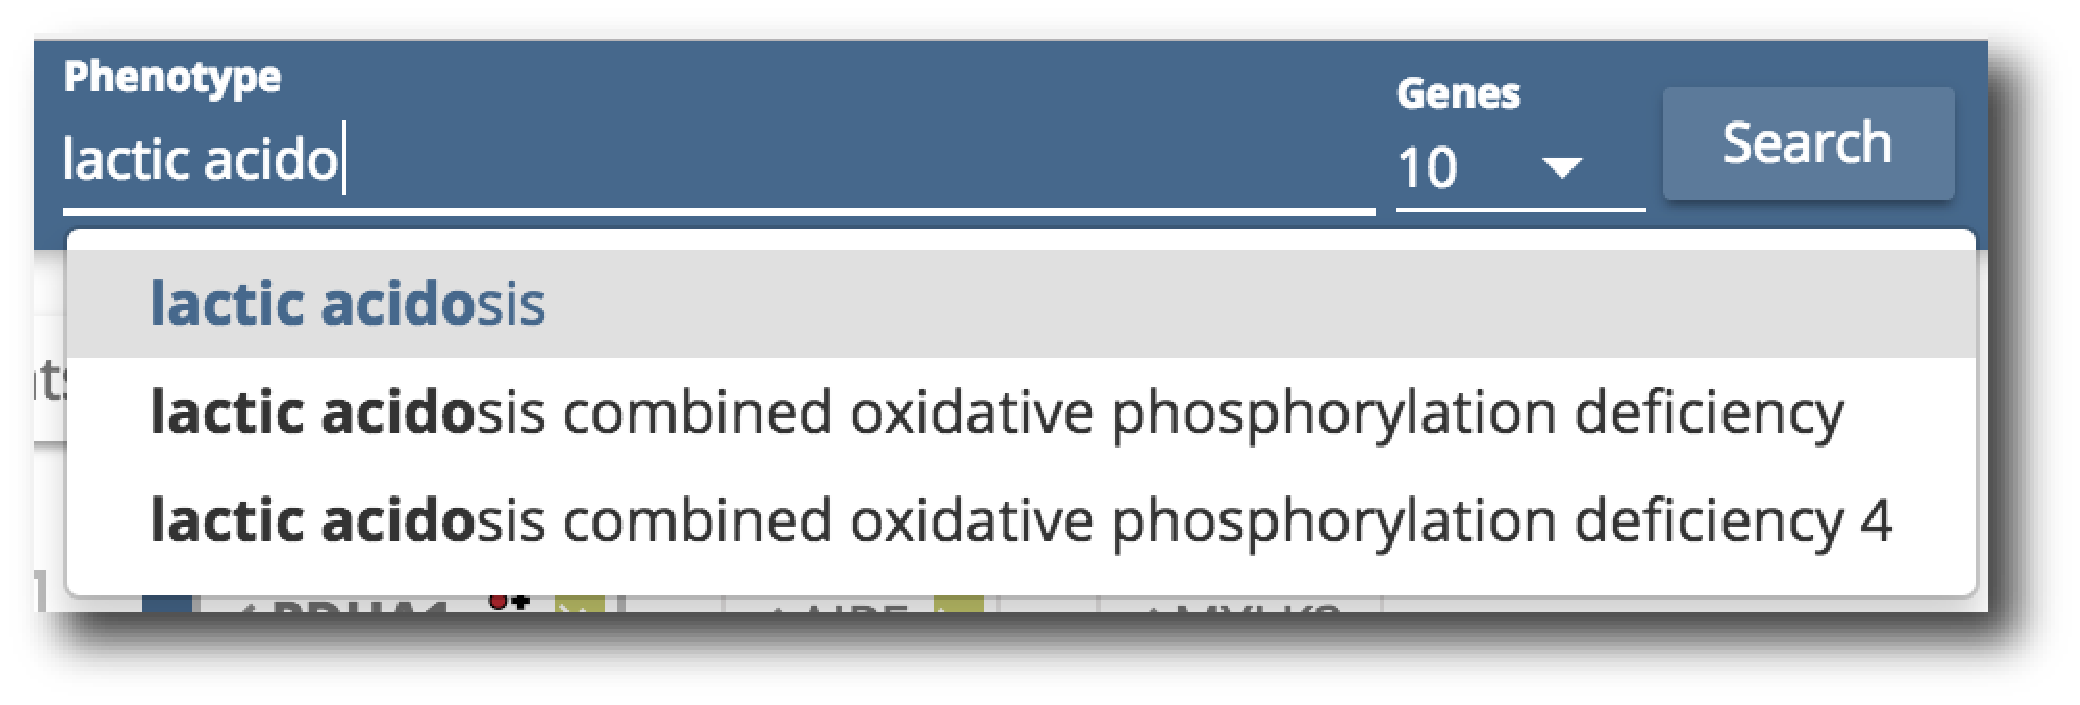 Phenotype
lactic acido
Genes
10
Search
lactic acidosis
lactic acidosis combined oxidative phosphorylation deficiency
lactic acidosis combined oxidative phosphorylation deficiency 4